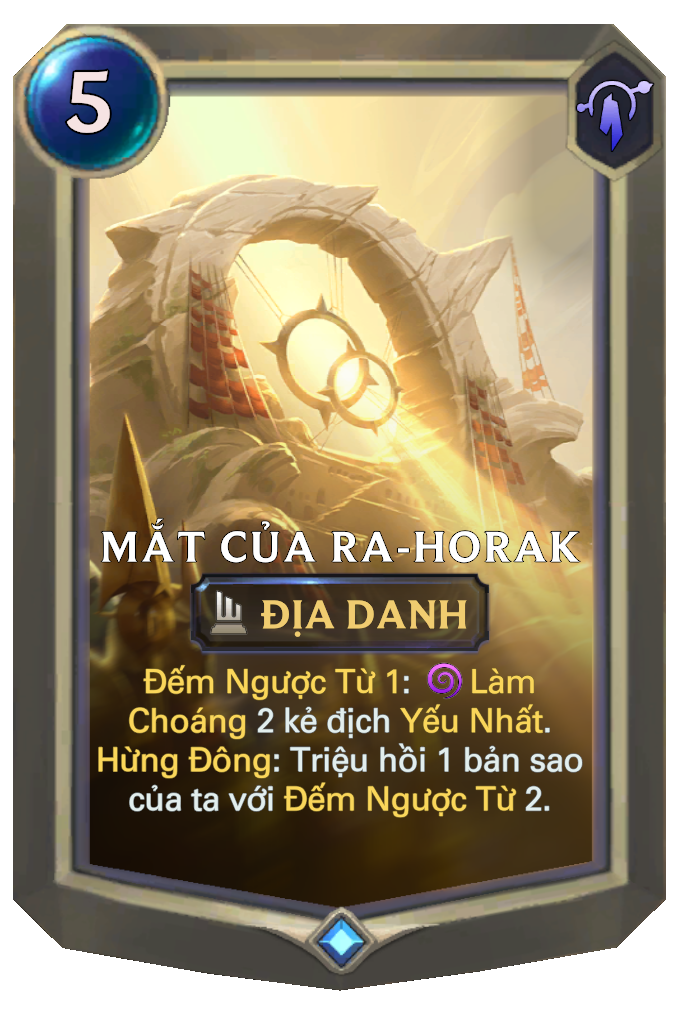 5
MẮT CỦA RA-HORAK
ĐỊA DANH
Đếm Ngược Từ 1: Làm
Choáng 2 kẻ địch Yếu Nhất.
Hừng Đông: Triệu hồi 1 bản sao
của ta với Đếm Ngược Từ 2.